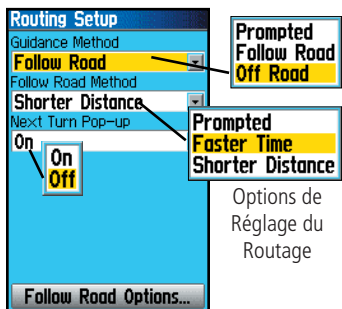 Routing Setup
Guidance Method
Follow Road
Follow Road Method
Shorter Distance
Next Turn Pop-up
On
On
Off
Follow Road Options...
Prompted
Follow Road
Off Road
Prompted
Faster Time
Shorter Distance
Options de
Réglage du
Routage